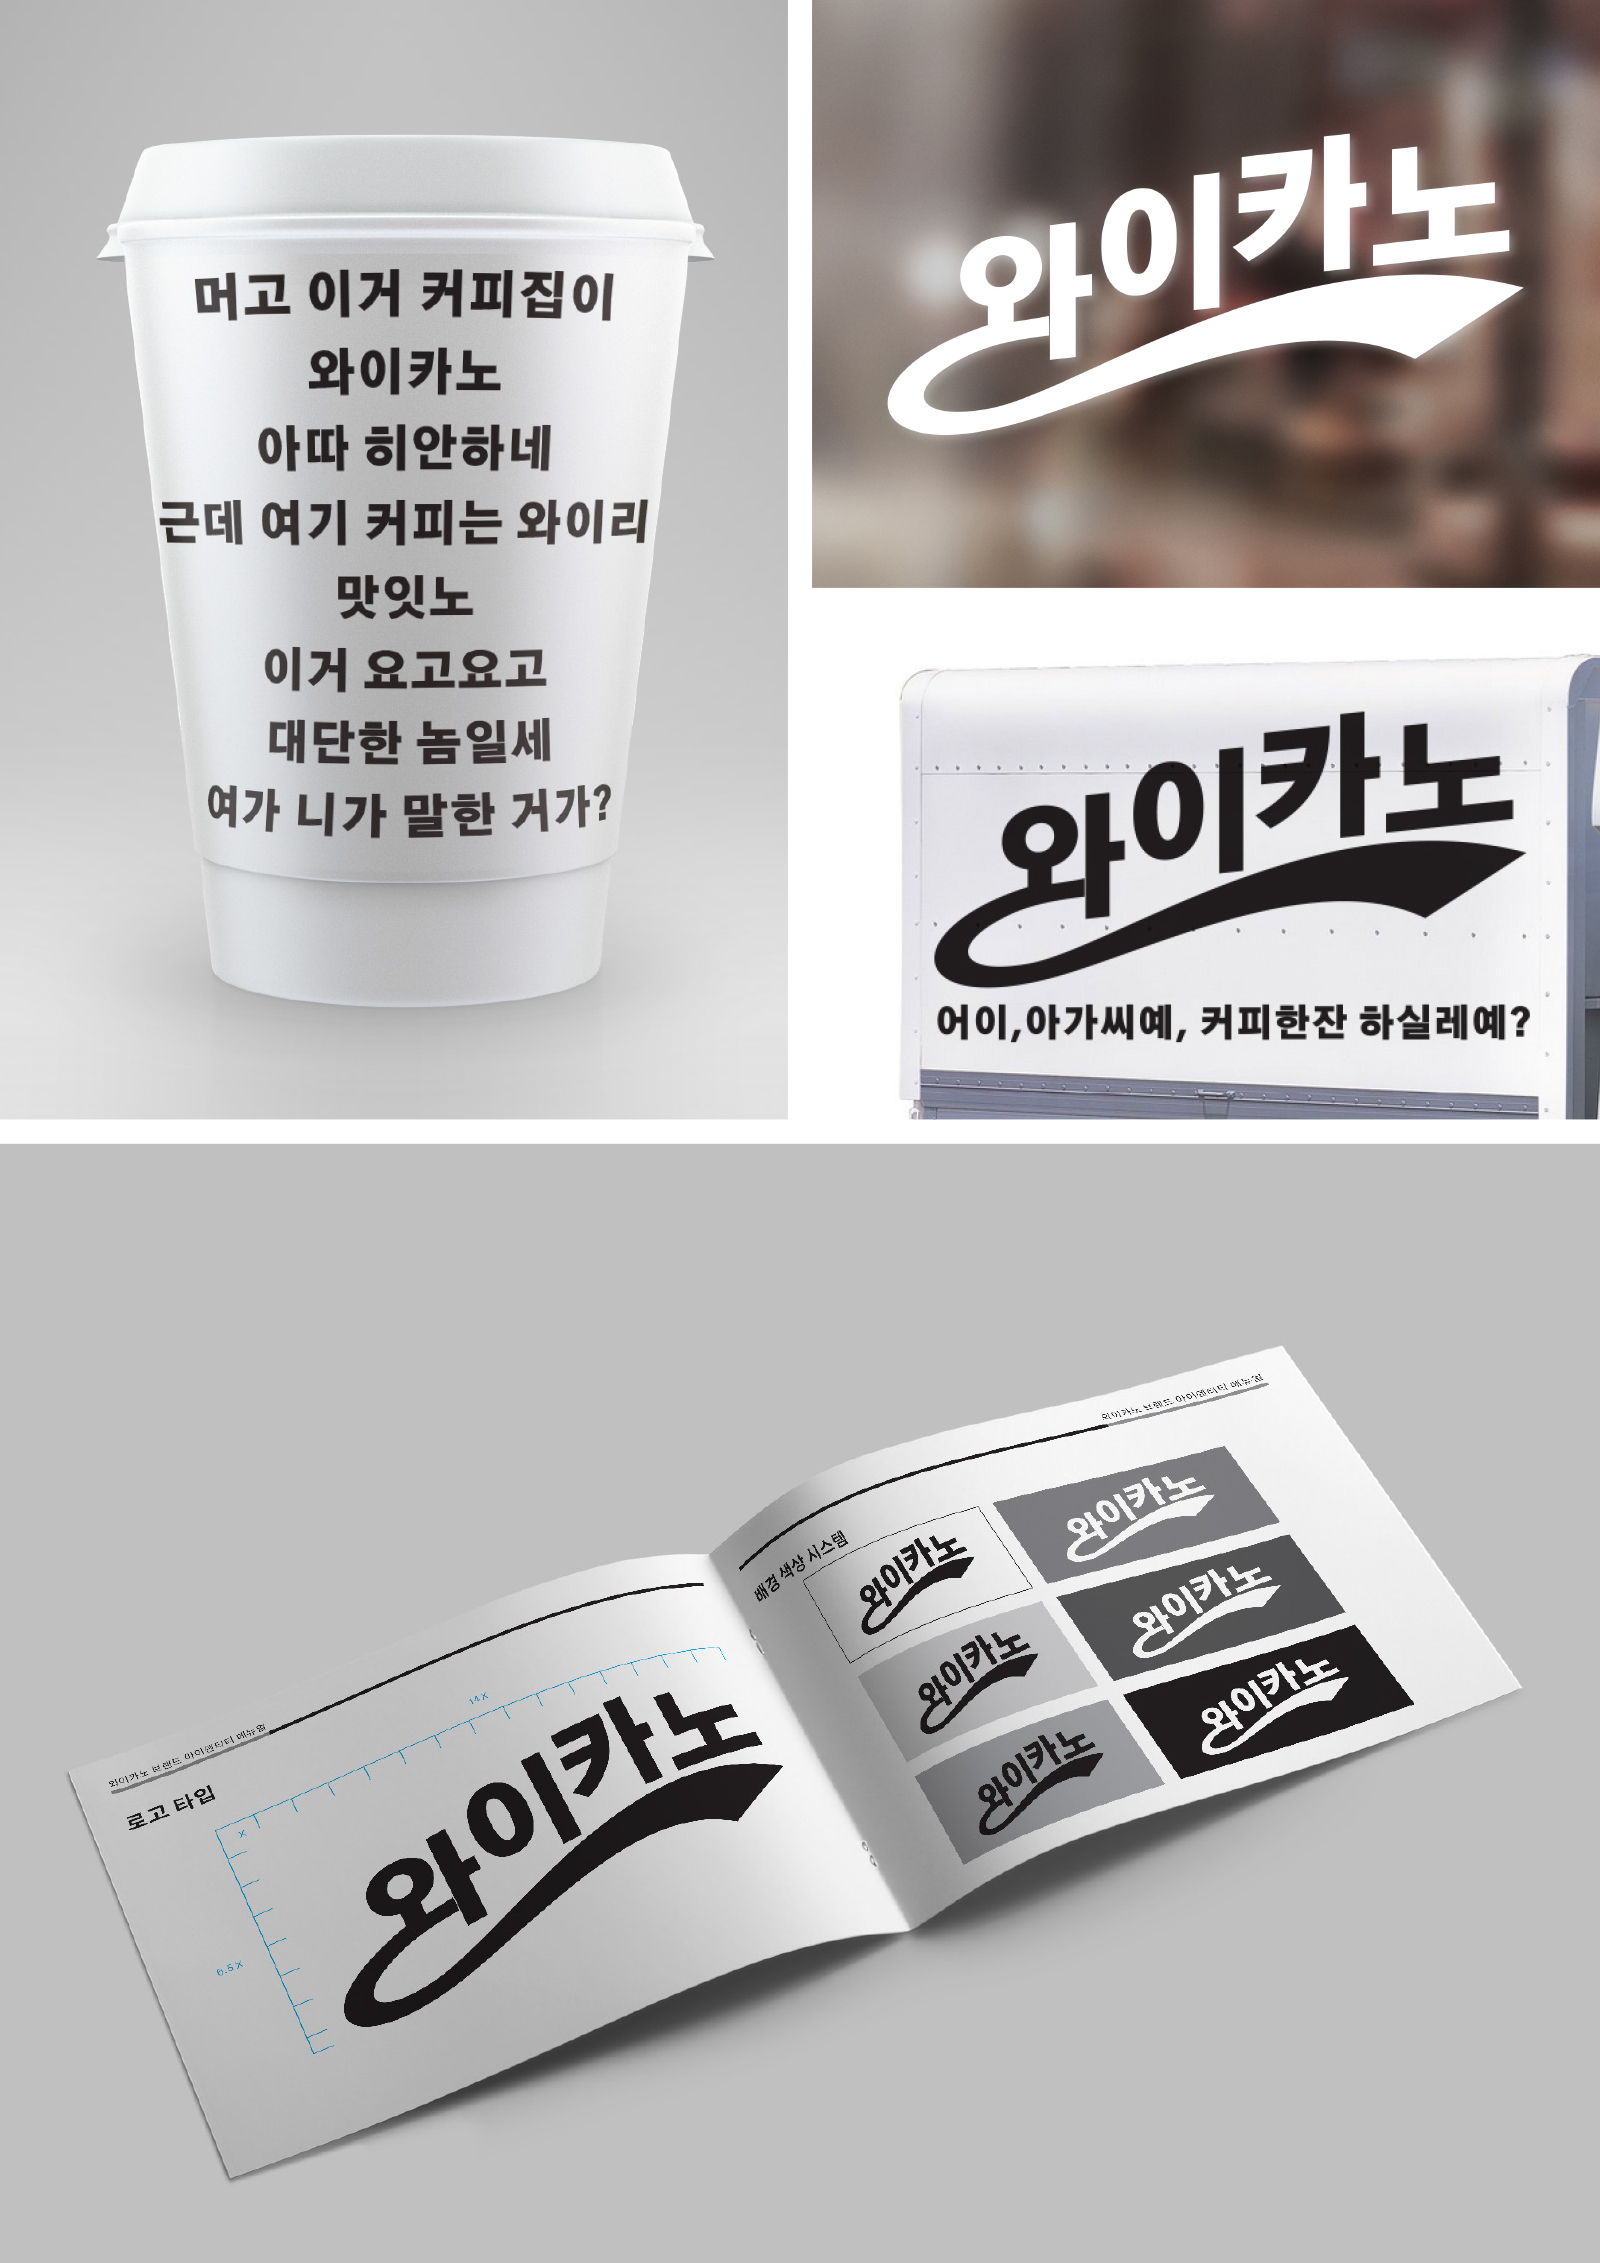 머고 이거 커피집이
와이카노
아따 히안하네
근데 여기 커피는 와이리
맛잇노
이거 요고요고
대단한 놈일세
여가 니가 말한 거가?
와이카노
와이카노
어이,아가씨예, 커피한잔 하실레예?
와이카노 브랜드 아이덴티티 메뉴얼
로고 타입
14 X
X
6.5 X
와이카노
와이카노 브랜드 아이덴티티 메뉴얼
배경 색상 시스템
와이카노
와이카노
와이카노
와이카노
와이카노
와이카노